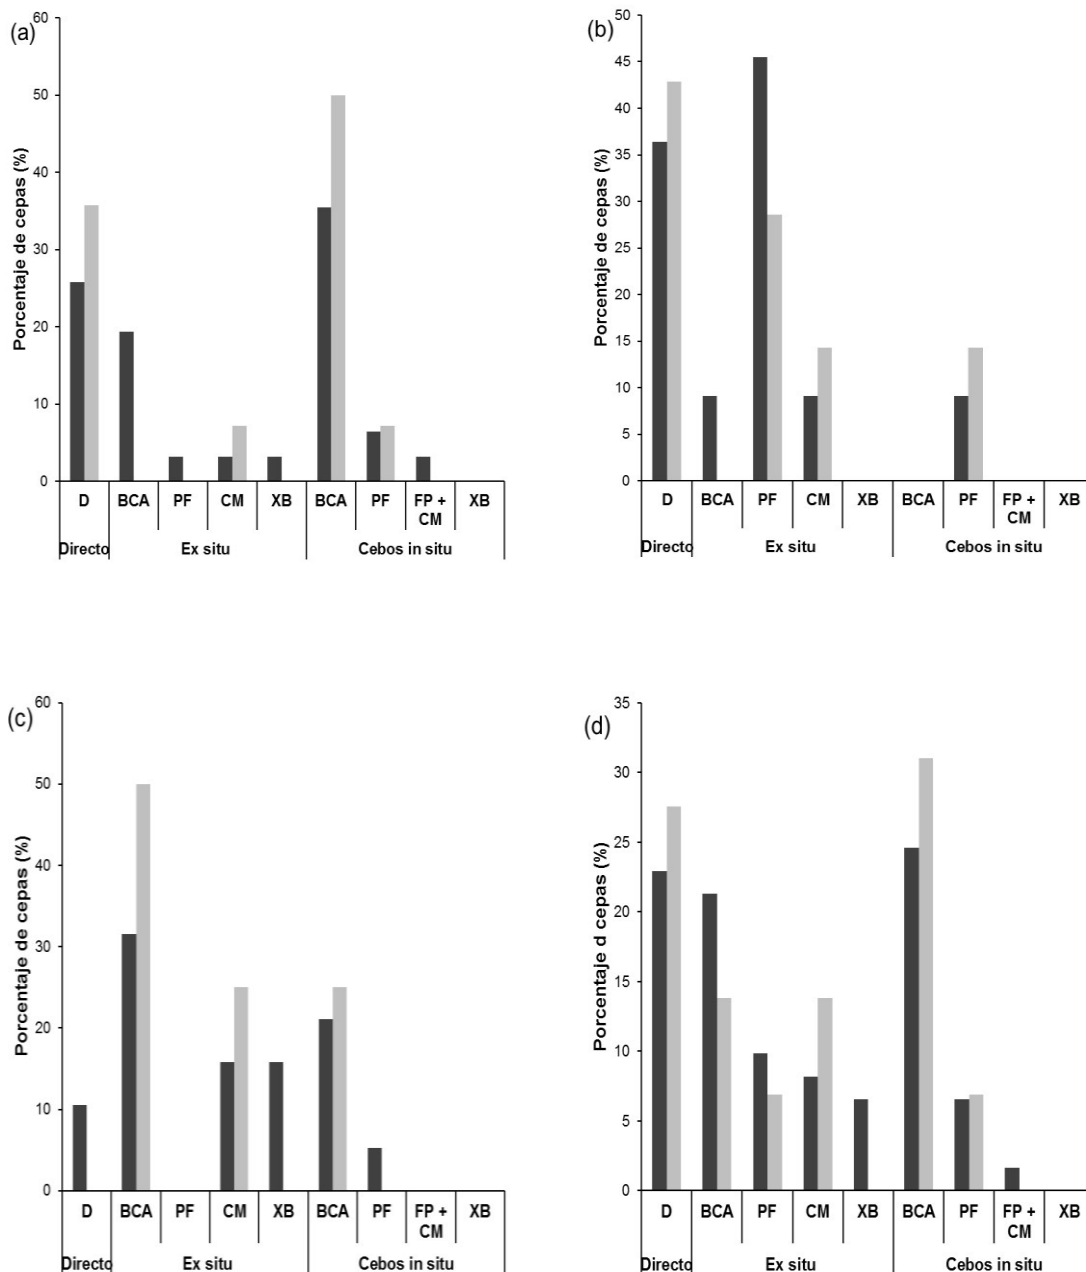 (a)
Porcentaje de cepas (%)
60
50
40
30
20
10
0
D BCA PF CM XB BCA PF FP + CM XB
Directo Ex situ Cebos in situ
(b)
Porcentaje de cepas (%)
50
45
40
35
30
25
20
15
10
5
0
D BCA PF CM XB BCA PF FP + CM XB
Directo Ex situ Cebos in situ
(c)
Porcentaje de cepas (%)
60
50
40
30
20
10
0
D BCA PF CM XB BCA PF FP + CM XB
Directo Ex situ Cebos in situ
(d)
Porcentaje d cepas (%)
35
30
25
20
15
10
5
0
D BCA PF CM XB BCA PF FP + CM XB
Directo Ex situ Cebos in situ